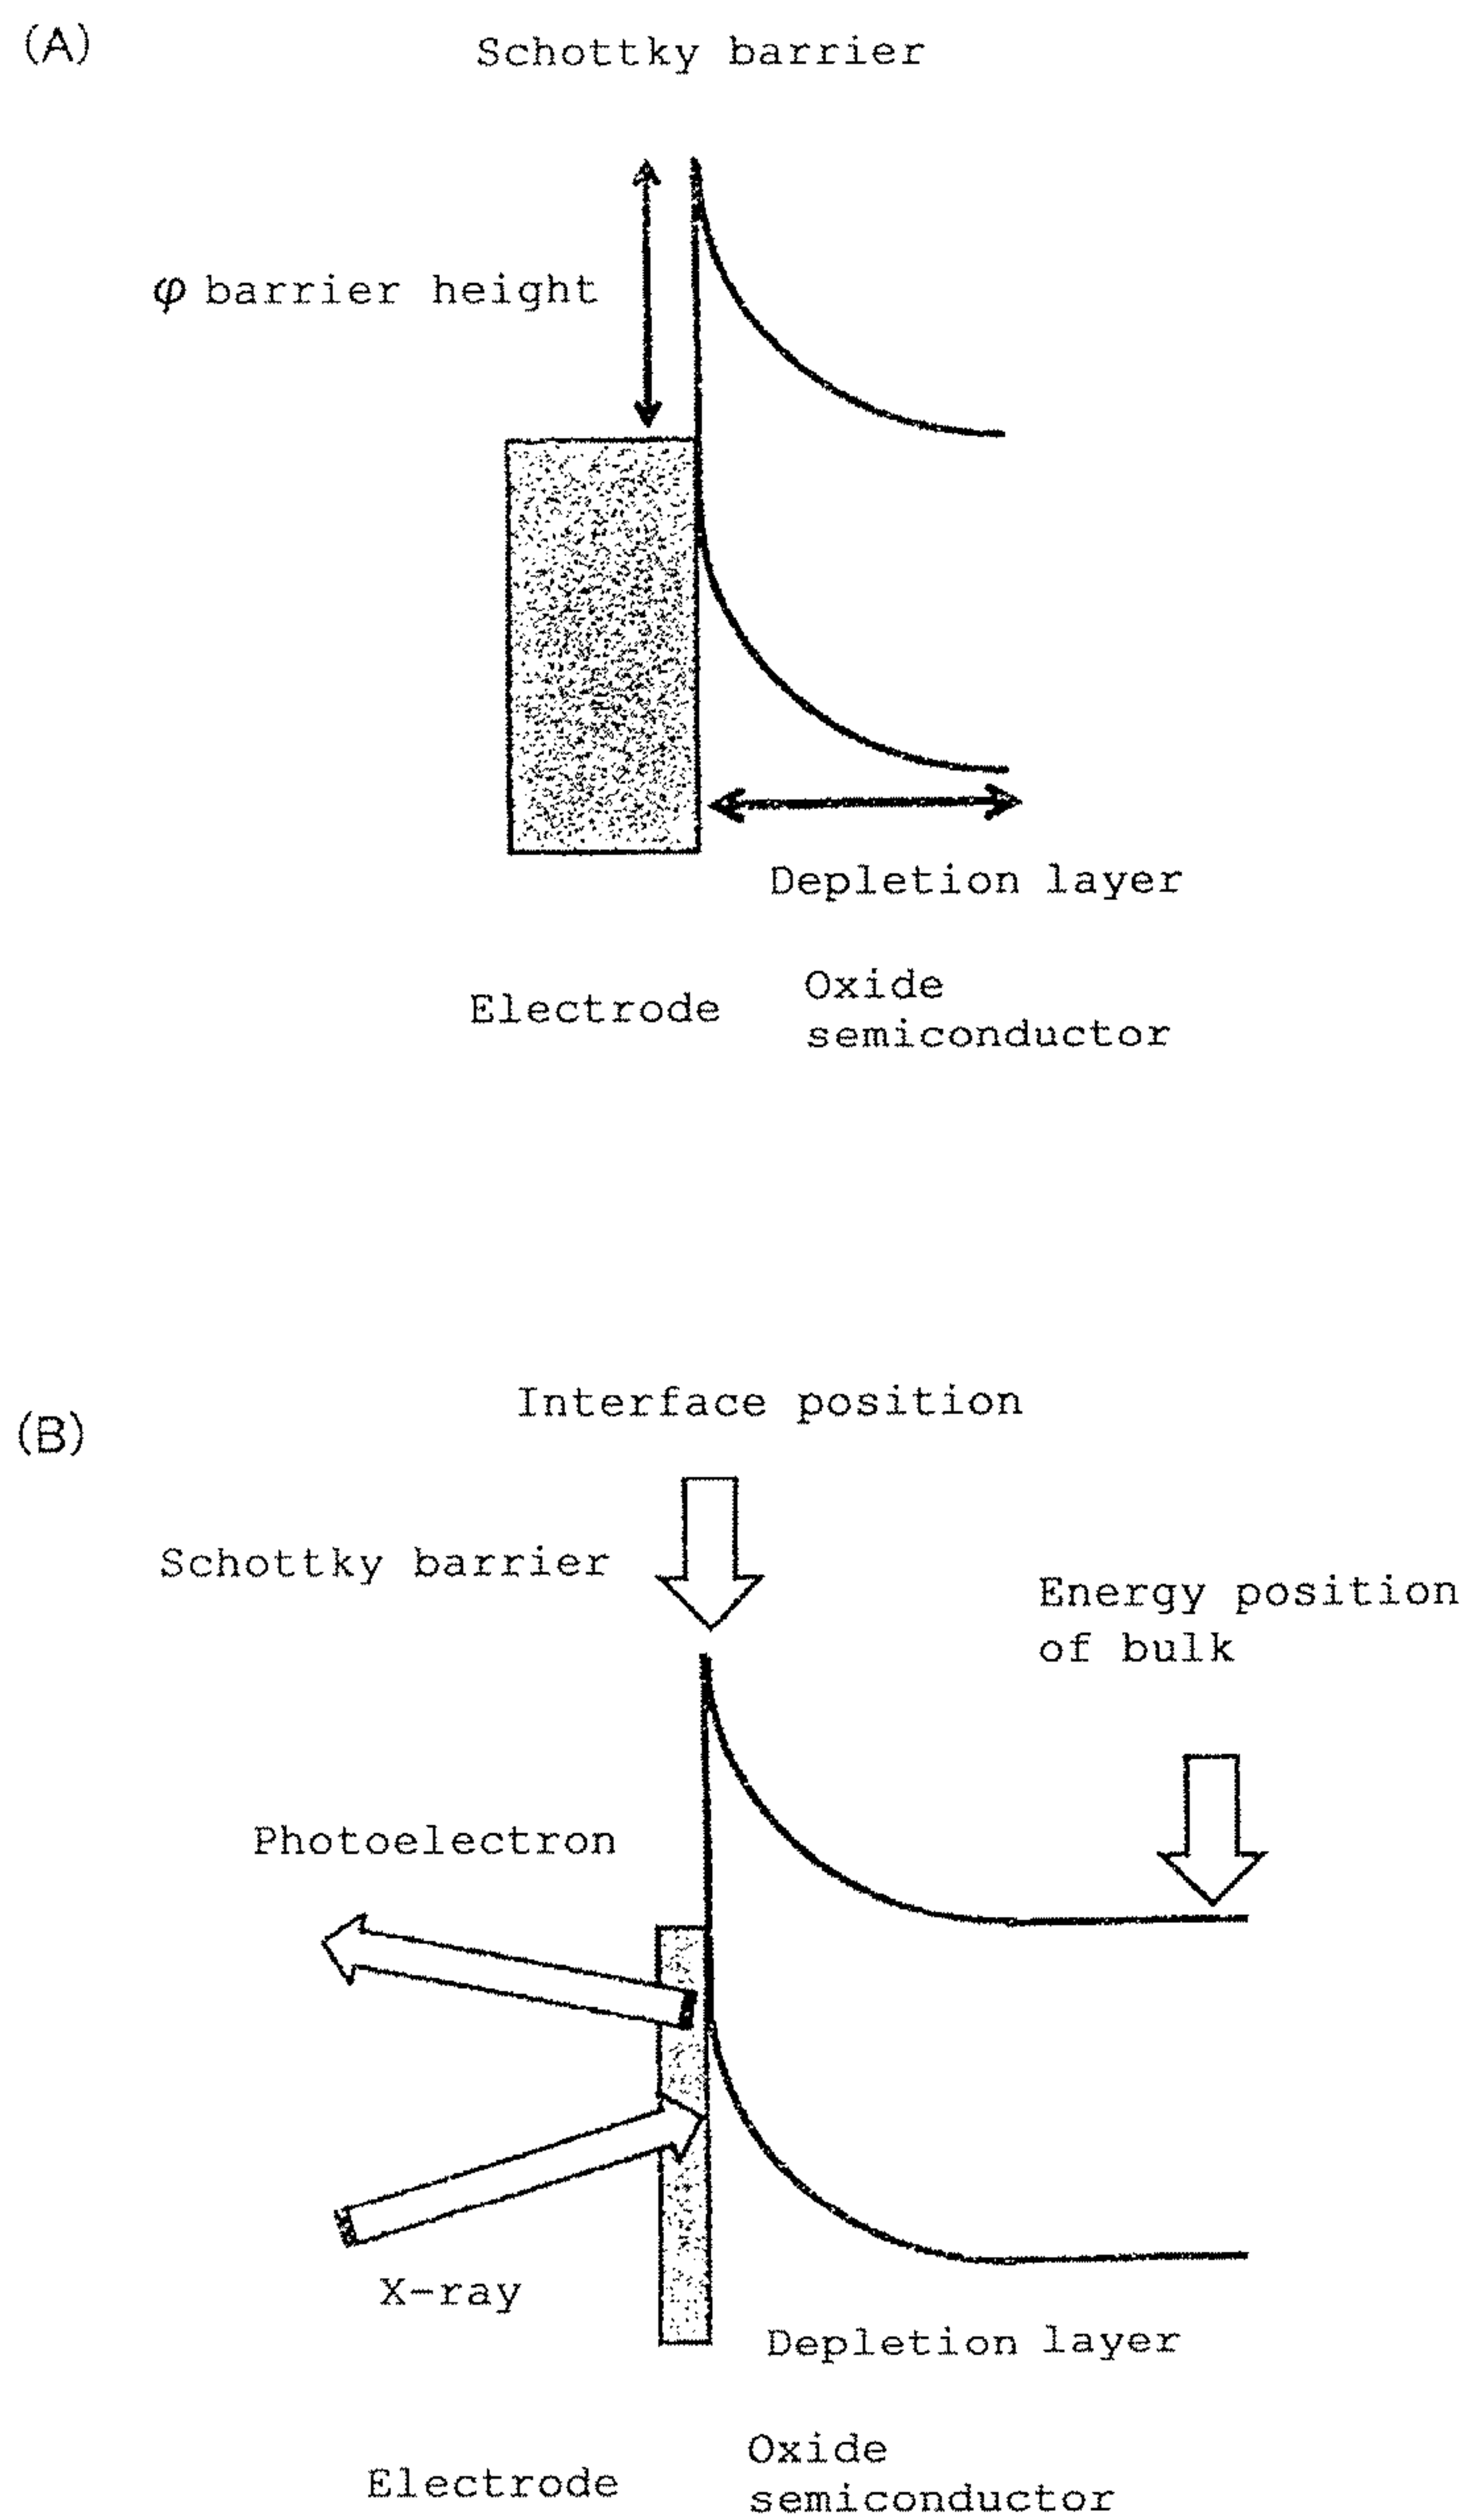 (A)
Schottky barrier
φ barrier height
Depletion layer
Electrode
Oxide
semiconductor
(B)
Interface position
Schottky barrier
Energy position
of bulk
Photoelectron
X-ray
Depletion layer
Electrode
Oxide
semiconductor